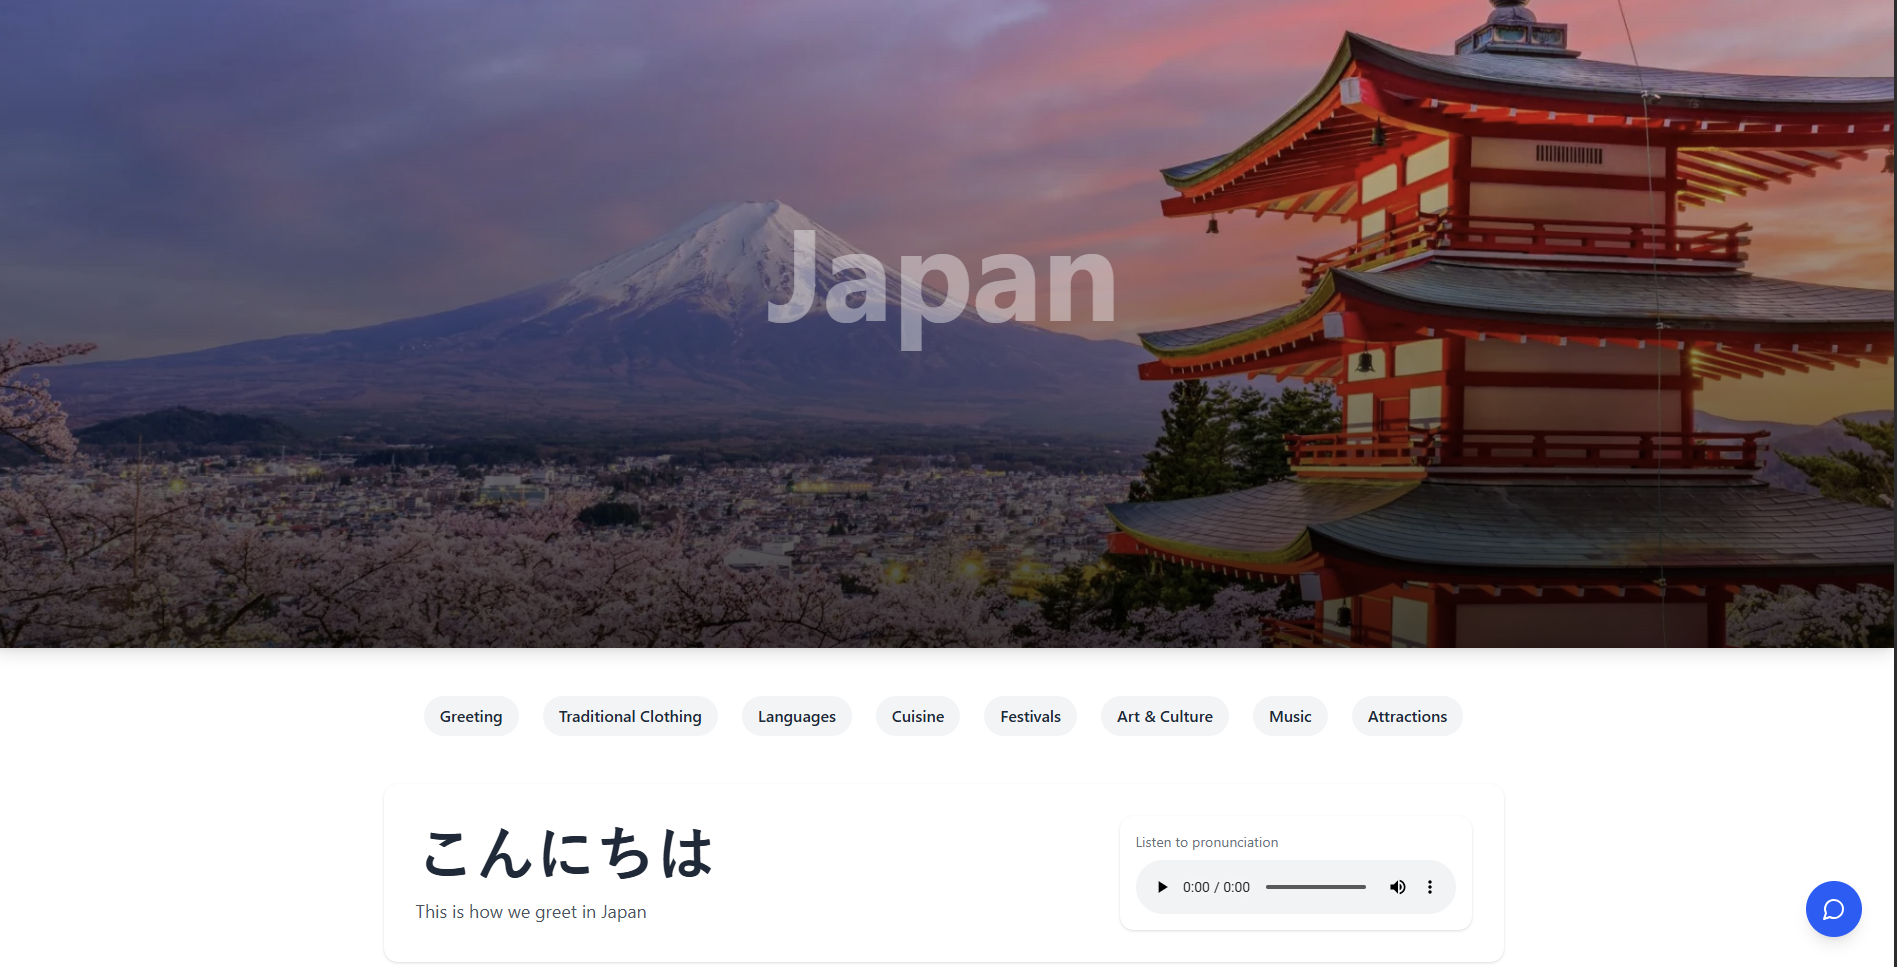 Japan
Greeting
Traditional Clothing
Languages
Cuisine
Festivals
Art & Culture
Music
Attractions
こんにちは
This is how we greet in Japan
Listen to pronunciation
0:00 / 0:00